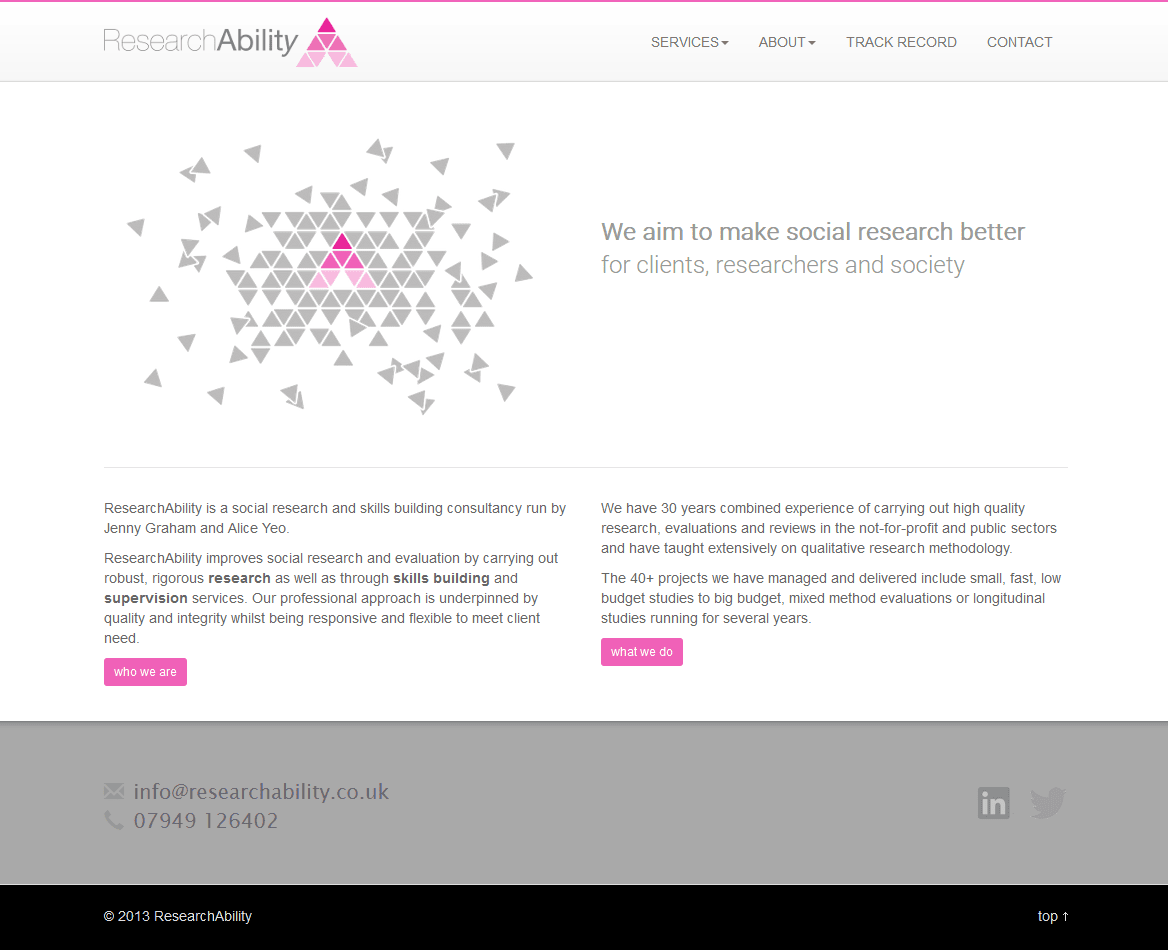 ResearchAbility
SERVICES ABOUT TRACK RECORD CONTACT
We aim to make social research better
for clients, researchers and society
ResearchAbility is a social research and skills building consultancy run by
Jenny Graham and Alice Yeo.
ResearchAbility improves social research and evaluation by carrying out
robust, rigorous research as well as through skills building and
supervision services. Our professional approach is underpinned by
quality and integrity whilst being responsive and flexible to meet client
need.
who we are
We have 30 years combined experience of carrying out high quality
research, evaluations and reviews in the not-for-profit and public sectors
and have taught extensively on qualitative research methodology.
The 40+ projects we have managed and delivered include small, fast, low
budget studies to big budget, mixed method evaluations or longitudinal
studies running for several years.
what we do
info@researchability.co.uk
07949 126402
in
© 2013 ResearchAbility
top ↑